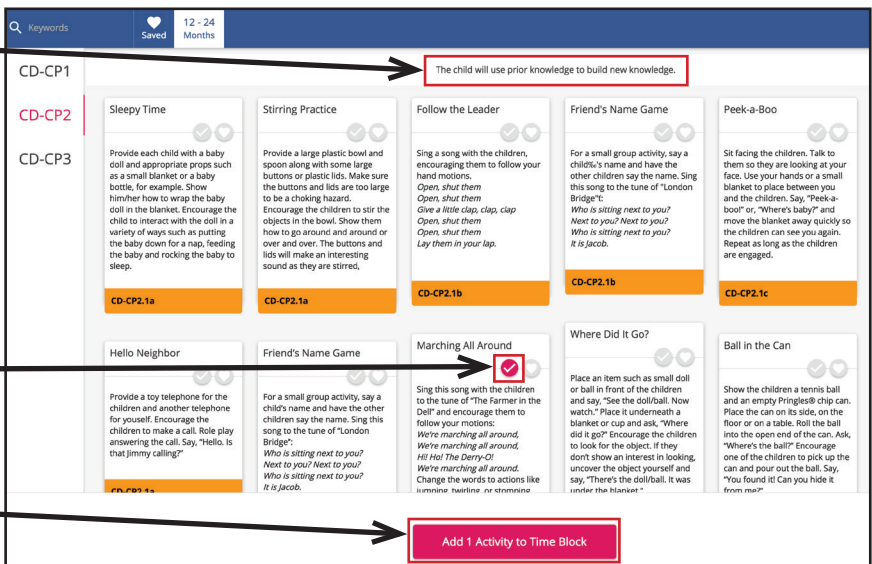 Keywords
Saved
12 - 24
Months
CD-CP1
CD-CP2
CD-CP3
The child will use prior knowledge to build new knowledge.
Sleepy Time
Provide each child with a baby
doll and appropriate props such
as a small blanket or a baby
bottle, for example. Show
him/her how to wrap the baby
doll in the blanket. Encourage the
child to interact with the doll in a
variety of ways such as putting
the baby down for a nap, feeding
the baby and rocking the baby to
sleep.
CD-CP2.1a
Stirring Practice
Provide a large plastic bowl and
spoon along with some large
buttons or plastic lids. Make sure
the buttons and lids are too large
to be a choking hazard.
Encourage the children to stir the
objects in the bowl. Show them
how to go around and around or
over and over. The buttons and
lids will make an interesting
sound as they are stirred,
CD-CP2.1a
Follow the Leader
Sing a song with the children,
encouraging them to follow your
hand motions.
Open, shut them
Open, shut them
Give a little clap, clap, clap
Open, shut them
Open, shut them
Lay them in your lap.
CD-CP2.1b
Friend's Name Game
For a small group activity, say a
child‰'s name and have the
other children say the name. Sing
this song to the tune of "London
Bridge"t:
Who is sitting next to you?
Next to you? Next to you?
Who is sitting next to you?
It is Jacob.
CD-CP2.1b
Peek-a-Boo
Sit facing the children. Talk to
them so they are looking at your
face. Use your hands or a small
blanket to place between you
and the children. Say, "Peek-a-
boo!" or, "Where's baby?" and
move the blanket away quickly so
the children can see you again.
Repeat as long as the children
are engaged.
CD-CP2.1c
Hello Neighbor
Provide a toy telephone for the
children and another telephone
for youself. Encourage the
children to make a call. Role play
answering the call. Say, "Hello. Is
that Jimmy calling?"
CD-CP2.1a
Friend's Name Game
For a small group activity, say a
child's name and have the other
children say the name. Sing this
song to the tune of "London
Bridge":
Who is sitting next to you?
Next to you? Next to you?
Who is sitting next to you?
It is Jacob.
Marching All Around
Sing this song with the children
to the tune of "The Farmer in the
Dell" and encourage them to
follow your motions:
We're marching all around,
We're marching all around,
Hi! Ho! The Derry-O!
We're marching all around.
Change the words to actions like
jumping, twirling, or stomping
Where Did It Go?
Place an item such as small doll
or ball in front of the children
and say, "See the doll/ball. Now
watch." Place it underneath a
blanket or cup and ask, "Where
did it go?" Encourage the children
to look for the object. If they
don't show an interest in looking,
uncover the object yourself and
say, "There's the doll/ball. It was
under the blanket."
Ball in the Can
Show the children a tennis ball
and an empty Pringles® chip can.
Place the can on its side, on the
floor or on a table. Roll the ball
into the open end of the can. Ask,
"Where's the ball?" Encourage
one of the children to pick up the
can and pour out the ball. Say,
"You found it! Can you hide it
from me?"
Add 1 Activity to Time Block